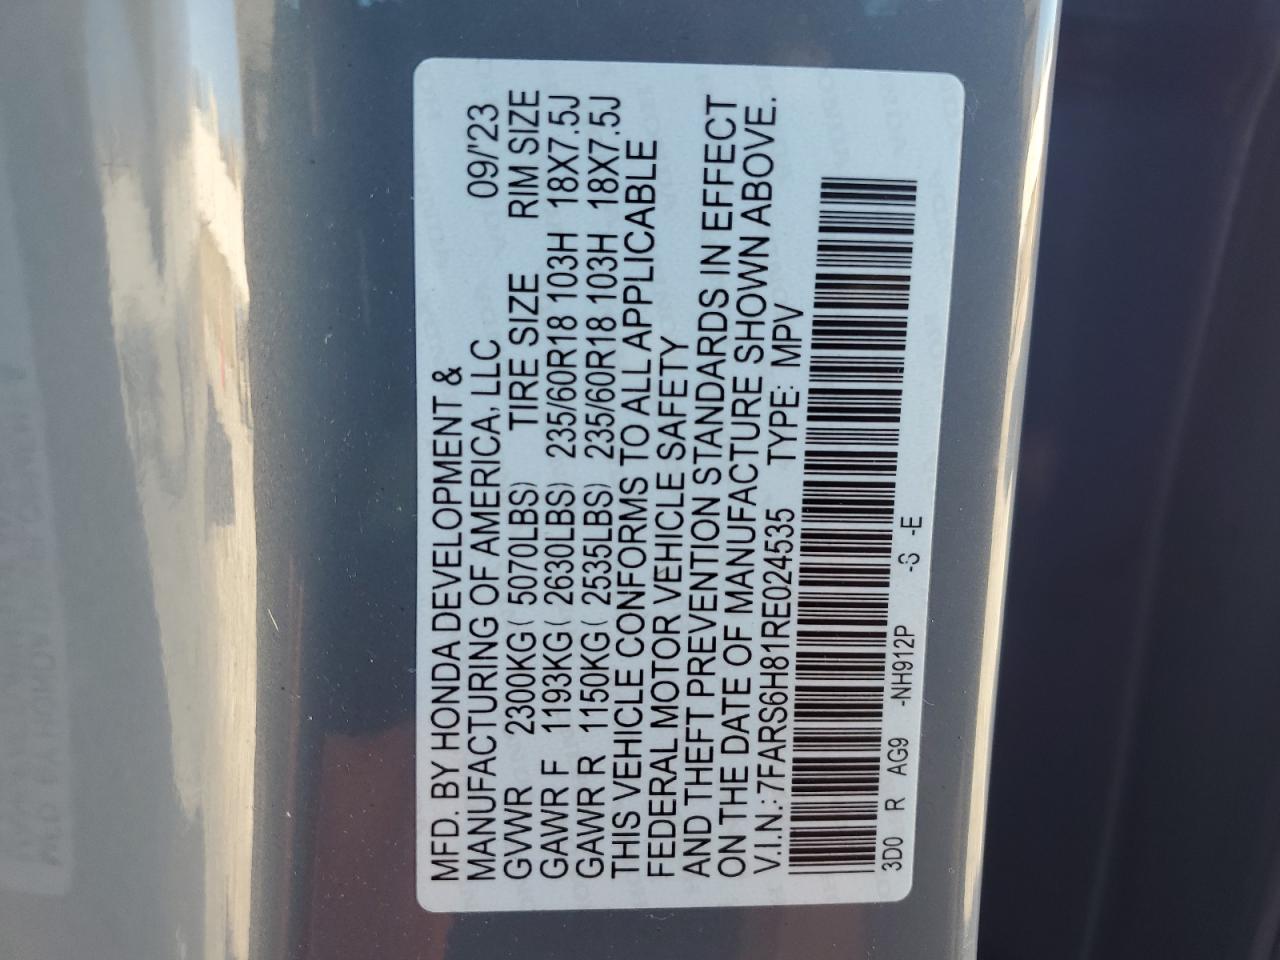 MFD. BY HONDA DEVELOPMENT &
MANUFACTURING OF AMERICA, LLC 09/'23
GVWR 2300KG( 5070LBS) TIRE SIZE RIM SIZE
GAWR F 1193KG( 2630LBS) 235/60R18 103H 18X7.5J
GAWR R 1150KG( 2535LBS) 235/60R18 103H 18X7.5J
THIS VEHICLE CONFORMS TO ALL APPLICABLE
FEDERAL MOTOR VEHICLE SAFETY
AND THEFT PREVENTION STANDARDS IN EFFECT
ON THE DATE OF MANUFACTURE SHOWN ABOVE.
V.I.N.: 7FARS6H81RE024535 TYPE: MPV
3D0 R AG9 -NH912P -S -E